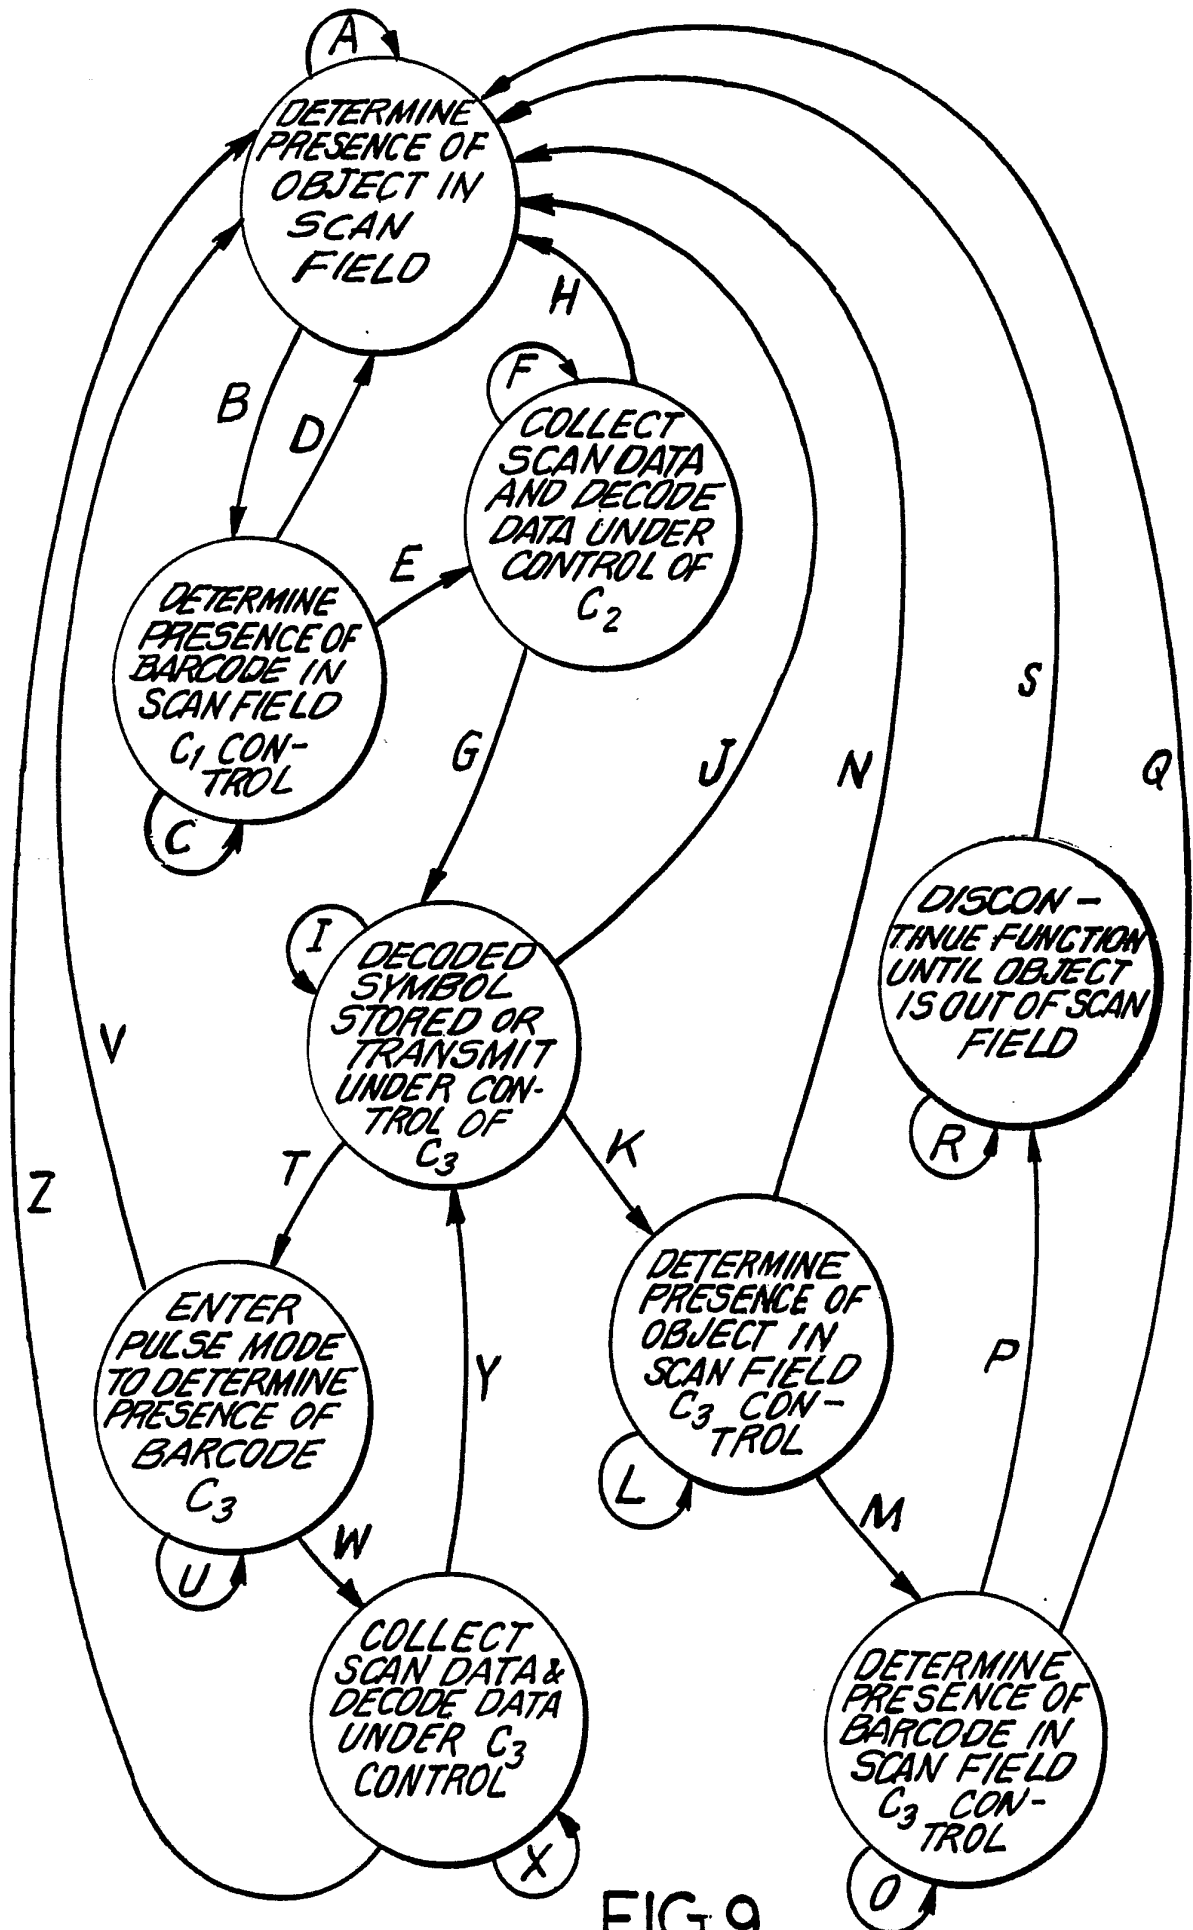 A
DETERMINE
PRESENCE OF
OBJECT IN
SCAN
FIELD
H
B
D
F
COLLECT
SCAN DATA
AND DECODE
DATA UNDER
CONTROL OF
C2
E
DETERMINE
PRESENCE OF
BARCODE IN
SCAN FIELD
C1 CON-
TROL
C
G
J
N
S
Q
DISCON-
TINUE FUNCTION
UNTIL OBJECT
IS OUT OF SCAN
FIELD
R
I
DECODED
SYMBOL
STORED OR
TRANSMIT
UNDER CON-
TROL OF
C3
V
Z
T
K
Y
P
ENTER
PULSE MODE
TO DETERMINE
PRESENCE OF
BARCODE
C3
U
W
DETERMINE
PRESENCE OF
OBJECT IN
SCAN FIELD
C3 CON-
TROL
L
M
COLLECT
SCAN DATA &
DECODE DATA
UNDER C3
CONTROL
X
DETERMINE
PRESENCE OF
BARCODE IN
SCAN FIELD
C3 CON-
TROL
O
FIG. 9